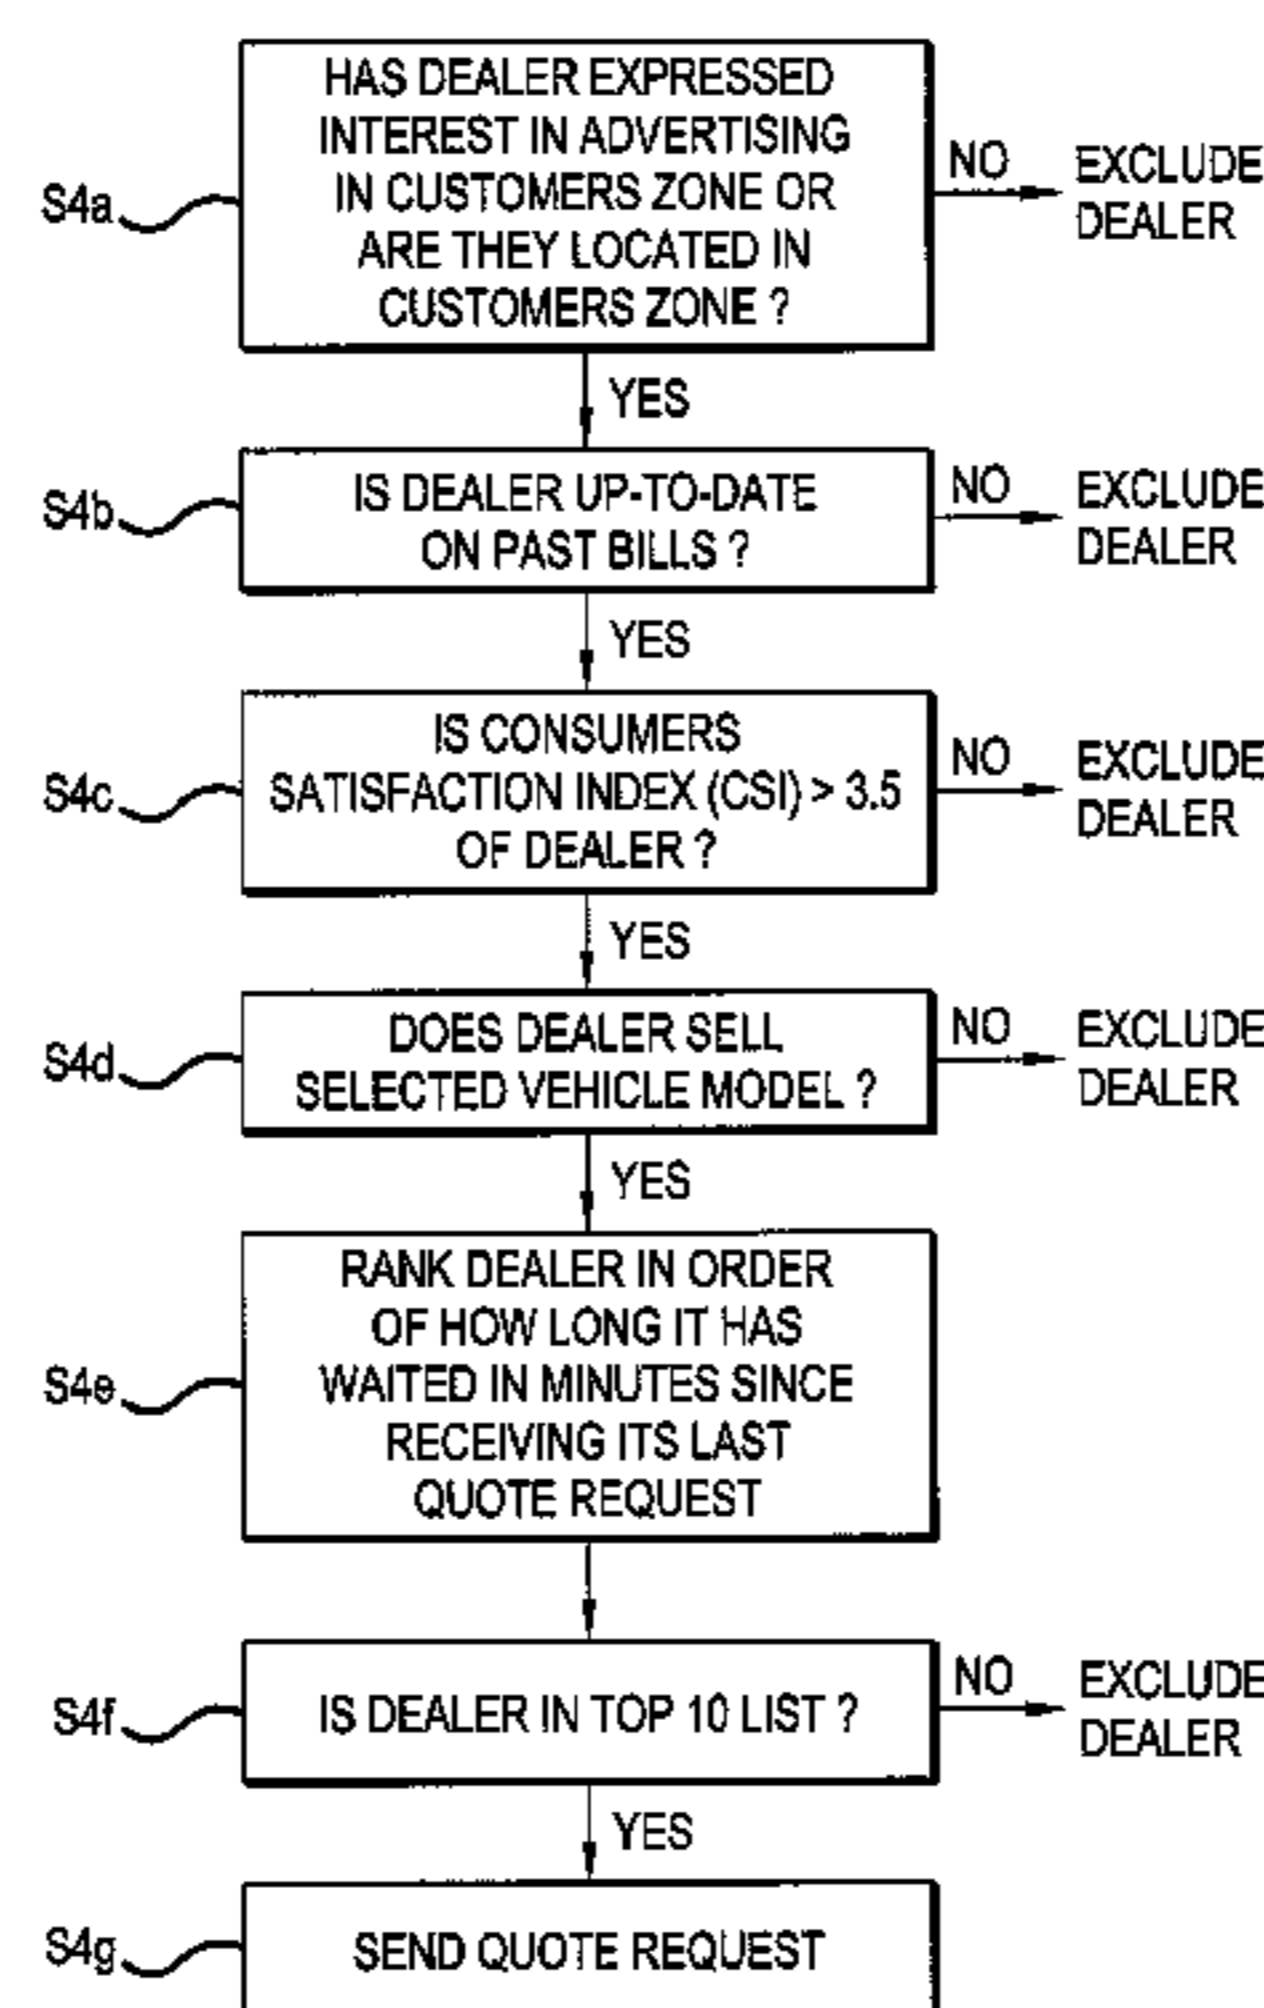 HAS DEALER EXPRESSED
INTEREST IN ADVERTISING
IN CUSTOMERS ZONE OR
ARE THEY LOCATED IN
CUSTOMERS ZONE ?
S4a
NO
EXCLUDE
DEALER
YES
IS DEALER UP-TO-DATE
ON PAST BILLS ?
S4b
NO
EXCLUDE
DEALER
YES
IS CONSUMERS
SATISFACTION INDEX (CSI) > 3.5
OF DEALER ?
S4c
NO
EXCLUDE
DEALER
YES
DOES DEALER SELL
SELECTED VEHICLE MODEL ?
S4d
NO
EXCLUDE
DEALER
YES
RANK DEALER IN ORDER
OF HOW LONG IT HAS
WAITED IN MINUTES SINCE
RECEIVING ITS LAST
QUOTE REQUEST
S4e
IS DEALER IN TOP 10 LIST ?
S4f
NO
EXCLUDE
DEALER
YES
SEND QUOTE REQUEST
S4g